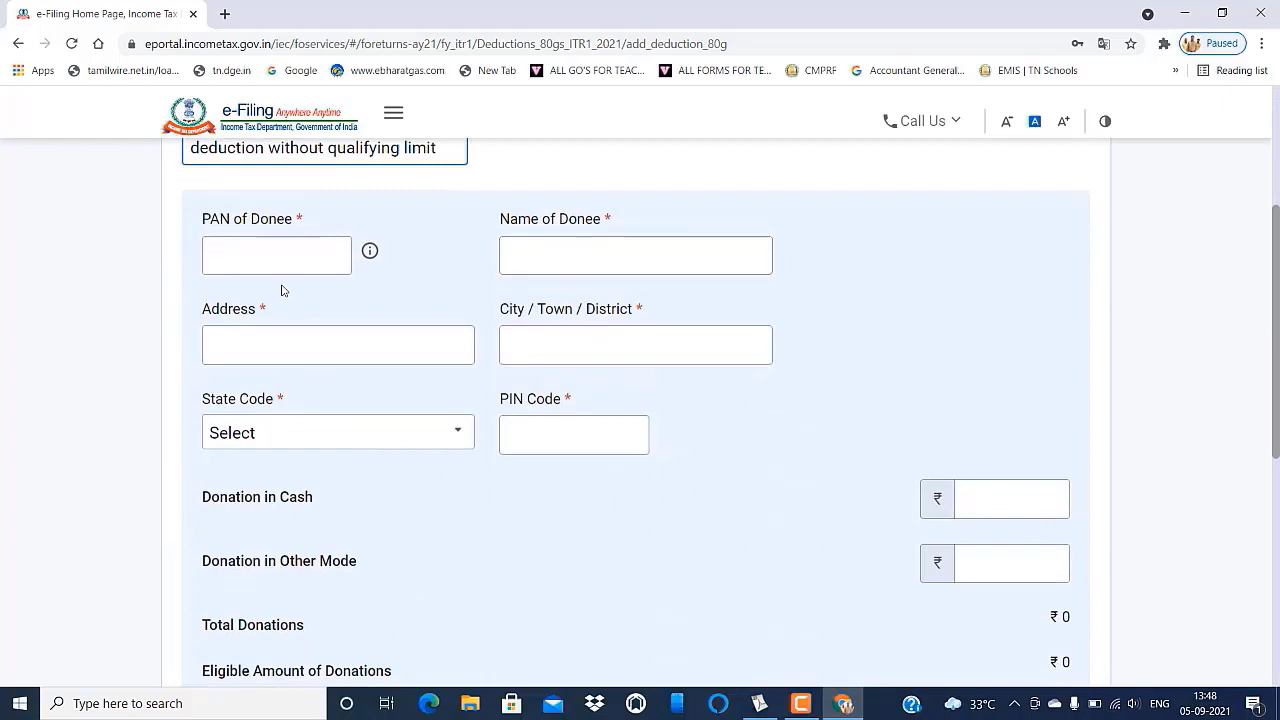 e-Filing Home Page, Income Tax
eportal.incometax.gov.in/iec/foservices/#/foreturns-ay21/fy_itr1/Deductions_80gs_ITR1_2021/add_deduction_80g
Paused
Apps
tamilwire.net.in/loa...
tn.dge.in
Google
www.ebharatgas.com
New Tab
ALL GO'S FOR TEAC...
ALL FORMS FOR TE...
CMPRF
Accountant General...
EMIS | TN Schools
»
Reading list
e-Filing Anywhere Anytime
Income Tax Department, Government of India
Call Us
A-
A
A+
deduction without qualifying limit
PAN of Donee *
Name of Donee *
Address *
City / Town / District *
State Code *
PIN Code *
Select
Donation in Cash
₹
Donation in Other Mode
₹
Total Donations
₹ 0
Eligible Amount of Donations
₹ 0
Type here to search
33°C
ENG
13:48
05-09-2021